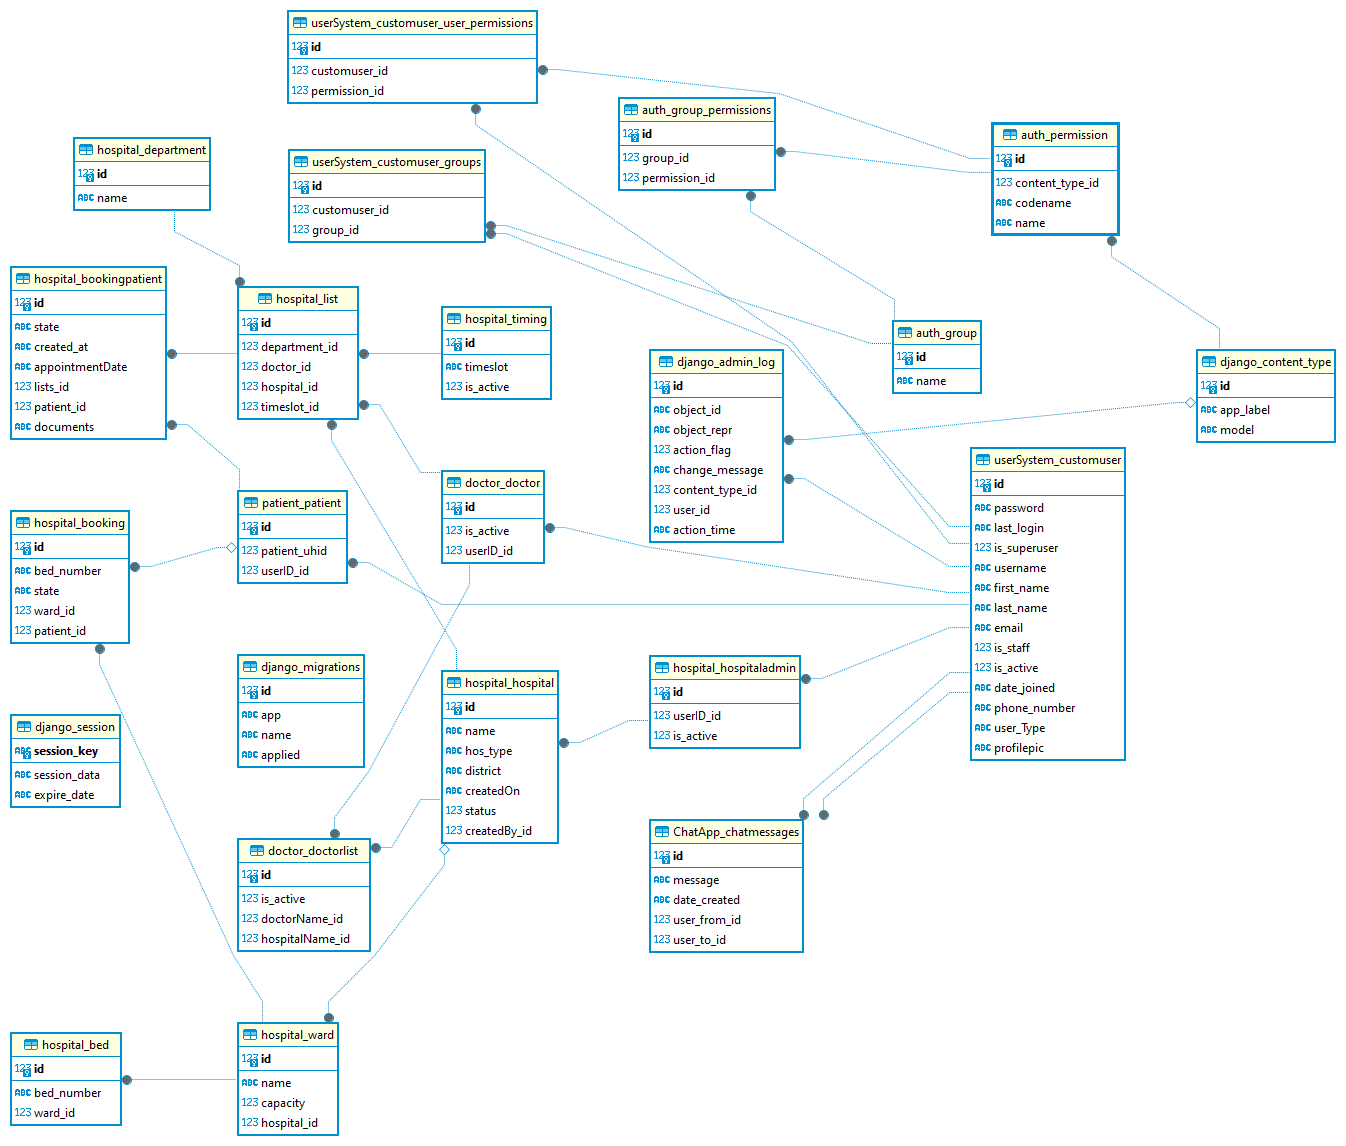 userSystem_customuser_user_permissions
123 id
123 customuser_id
123 permission_id
auth_group_permissions
123 id
123 group_id
123 permission_id
auth_permission
123 id
123 content_type_id
ABC codename
ABC name
hospital_department
123 id
ABC name
userSystem_customuser_groups
123 id
123 customuser_id
123 group_id
hospital_bookingpatient
123 id
ABC state
ABC created_at
ABC appointmentDate
123 lists_id
123 patient_id
ABC documents
hospital_list
123 id
123 department_id
123 doctor_id
123 hospital_id
123 timeslot_id
hospital_timing
123 id
ABC timeslot
123 is_active
auth_group
123 id
ABC name
django_admin_log
123 id
ABC object_id
ABC object_repr
123 action_flag
ABC change_message
123 content_type_id
123 user_id
ABC action_time
django_content_type
123 id
ABC app_label
ABC model
userSystem_customuser
123 id
ABC password
ABC last_login
123 is_superuser
ABC username
ABC first_name
ABC last_name
ABC email
123 is_staff
123 is_active
ABC date_joined
ABC phone_number
123 user_Type
ABC profilepic
doctor_doctor
123 id
123 is_active
123 userID_id
patient_patient
123 id
123 patient_uhid
123 userID_id
hospital_booking
123 id
ABC bed_number
ABC state
123 ward_id
123 patient_id
django_migrations
123 id
ABC app
ABC name
ABC applied
hospital_hospital
123 id
ABC name
ABC hos_type
ABC district
ABC createdOn
123 status
123 createdBy_id
hospital_hospitaladmin
123 id
123 userID_id
123 is_active
django_session
ABC session_key
ABC session_data
ABC expire_date
doctor_doctorlist
123 id
123 is_active
123 doctorName_id
123 hospitalName_id
ChatApp_chatmessages
123 id
ABC message
ABC date_created
123 user_from_id
123 user_to_id
hospital_bed
123 id
ABC bed_number
123 ward_id
hospital_ward
123 id
ABC name
123 capacity
123 hospital_id